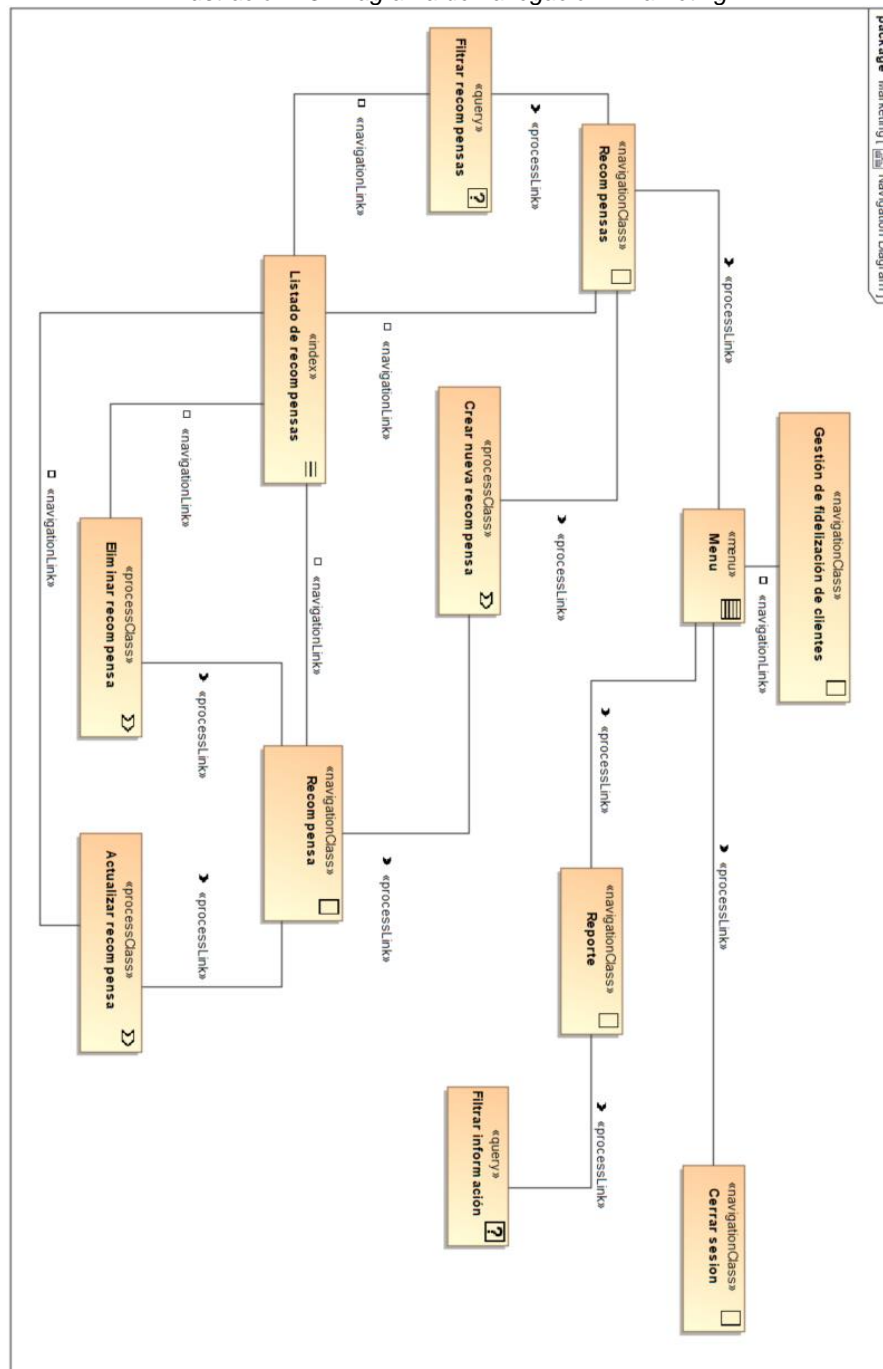 Diagrama de navegación Marketing
package Marketing [ Navigation Diagram ]
«navigationClass»
Gestión de fidelización de clientes
«navigationLink»
«menu»
Menu
«processLink»
«processLink»
«processLink»
«navigationClass»
Cerrar sesion
«navigationClass»
Recompensas
«navigationClass»
Reporte
«processLink»
«processLink»
«processLink»
«query»
Filtrar recompensas
«processClass»
Crear nueva recompensa
«query»
Filtrar información
«navigationLink»
«navigationLink»
«processLink»
«index»
Listado de recompensas
«navigationLink»
«navigationClass»
Recompensa
«navigationLink»
«processLink»
«processLink»
«processClass»
Eliminar recompensa
«processClass»
Actualizar recompensa
«navigationLink»